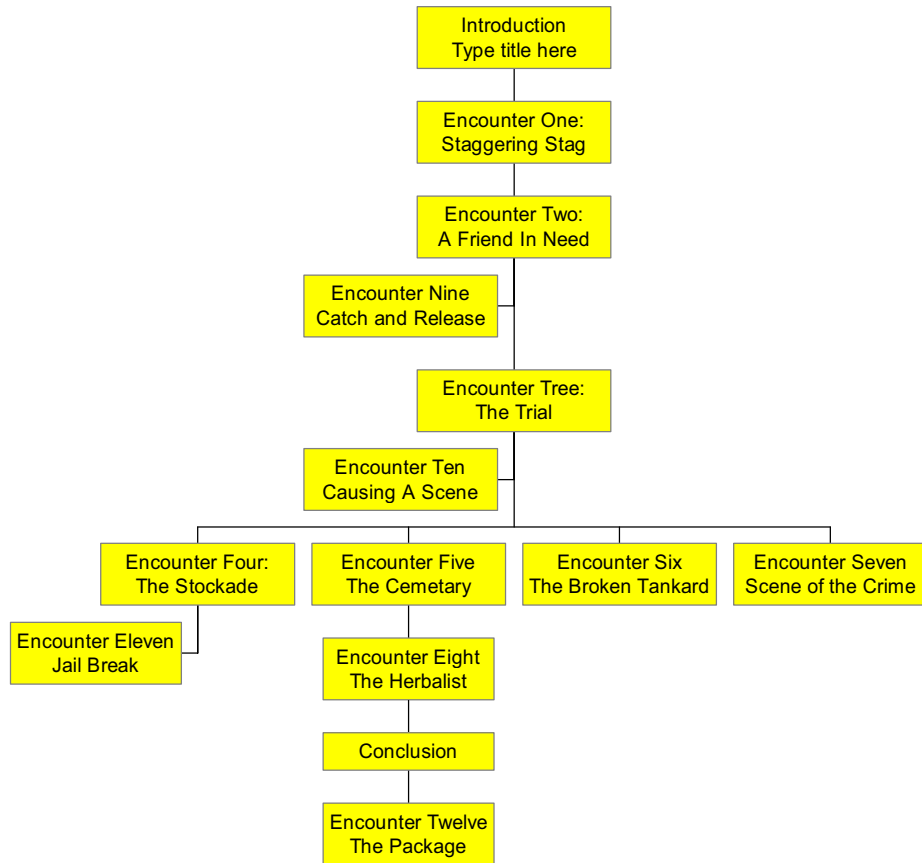 Introduction
Type title here
Encounter One:
Staggering Stag
Encounter Two:
A Friend In Need
Encounter Nine
Catch and Release
Encounter Tree:
The Trial
Encounter Ten
Causing A Scene
Encounter Four:
The Stockade
Encounter Five
The Cemetary
Encounter Six
The Broken Tankard
Encounter Seven
Scene of the Crime
Encounter Eleven
Jail Break
Encounter Eight
The Herbalist
Conclusion
Encounter Twelve
The Package